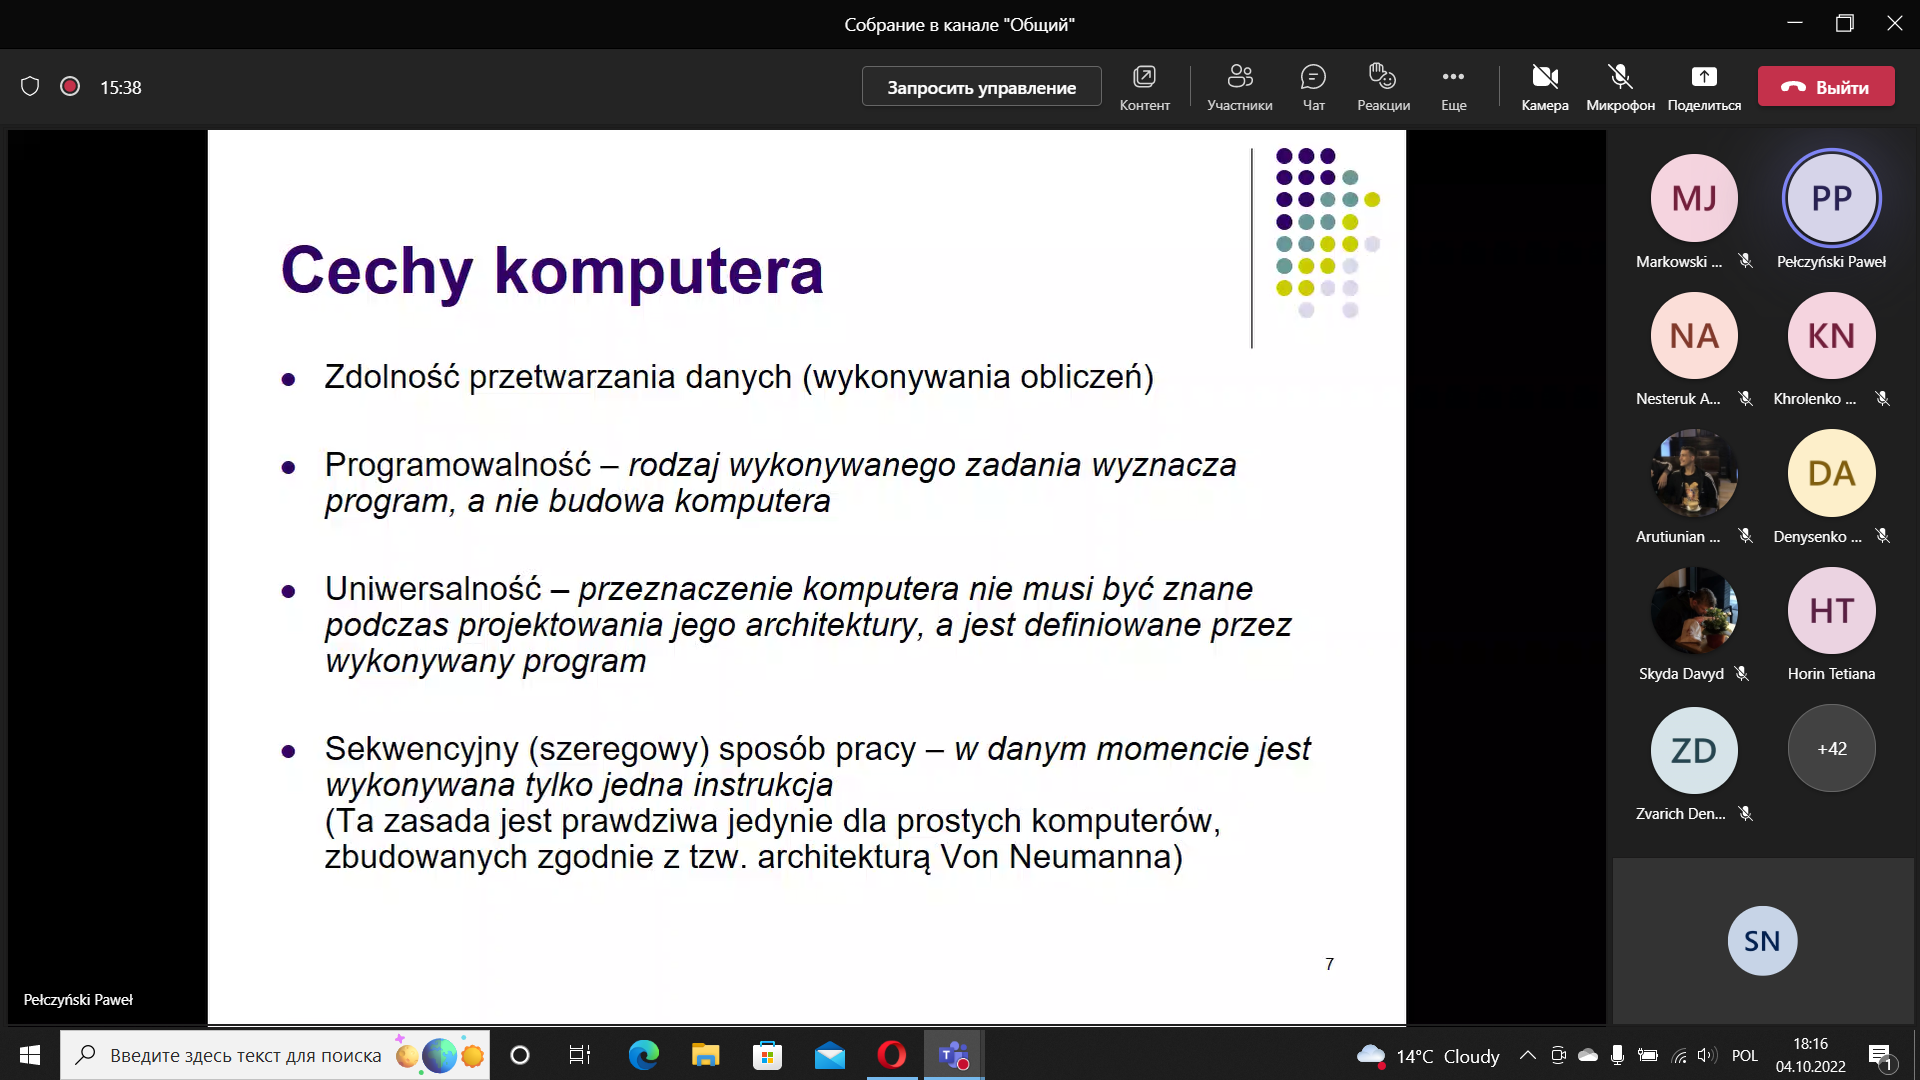 Собрание в канале "Общий"
15:38
Запросить управление
Контент
Участники
Чат
Реакции
Еще
Камера
Микрофон
Поделиться
Выйти
Cechy komputera
Zdolność przetwarzania danych (wykonywania obliczeń)
Programowalność – rodzaj wykonywanego zadania wyznacza
program, a nie budowa komputera
Uniwersalność – przeznaczenie komputera nie musi być znane
podczas projektowania jego architektury, a jest definiowane przez
wykonywany program
Sekwencyjny (szeregowy) sposób pracy – w danym momencie jest
wykonywana tylko jedna instrukcja
(Ta zasada jest prawdziwa jedynie dla prostych komputerów,
zbudowanych zgodnie z tzw. architekturą Von Neumanna)
7
Pełczyński Paweł
MJ
PP
Markowski ...
Pełczyński Paweł
NA
KN
Nesteruk A...
Khrolenko ...
DA
Arutiunian ...
Denysenko ...
HT
Skyda Davyd
Horin Tetiana
ZD
+42
Zvarich Den...
SN
Введите здесь текст для поиска
14°C Cloudy
POL
18:16
04.10.2022
1